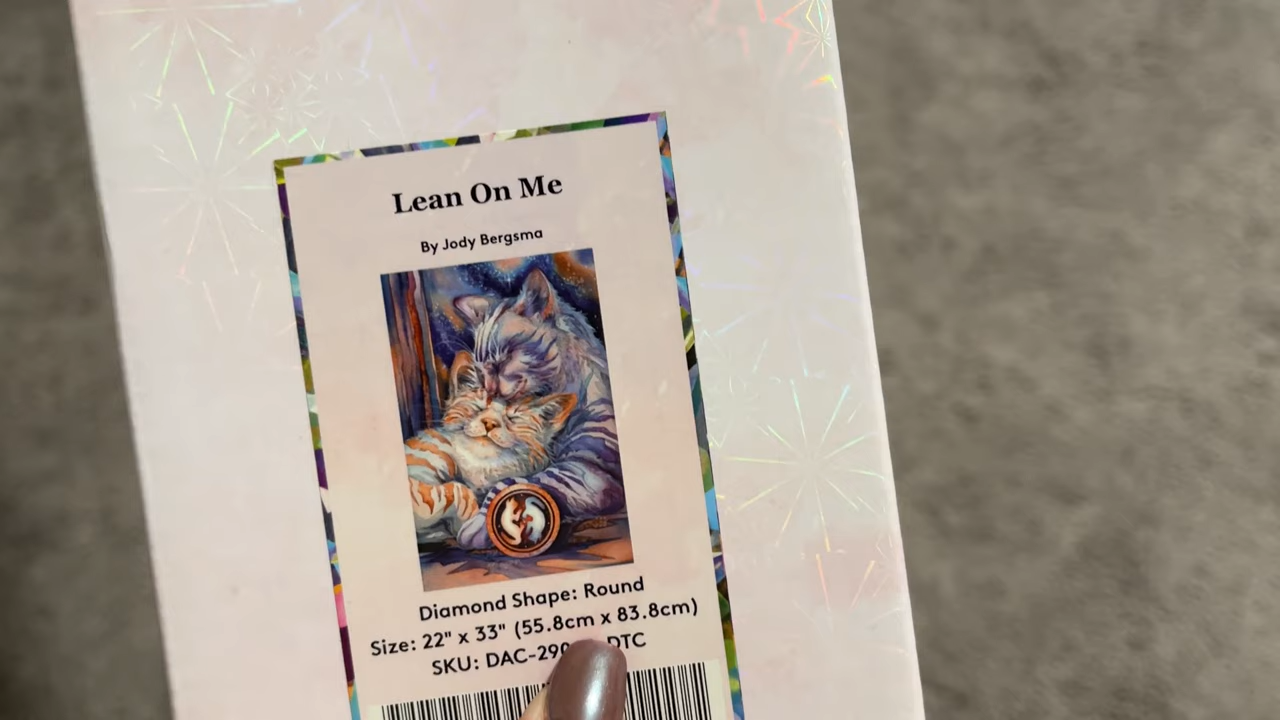 Lean On Me
By Jody Bergsma
Diamond Shape: Round
Size: 22" x 33" (55.8cm x 83.8cm)
SKU: DAC-290 DTC